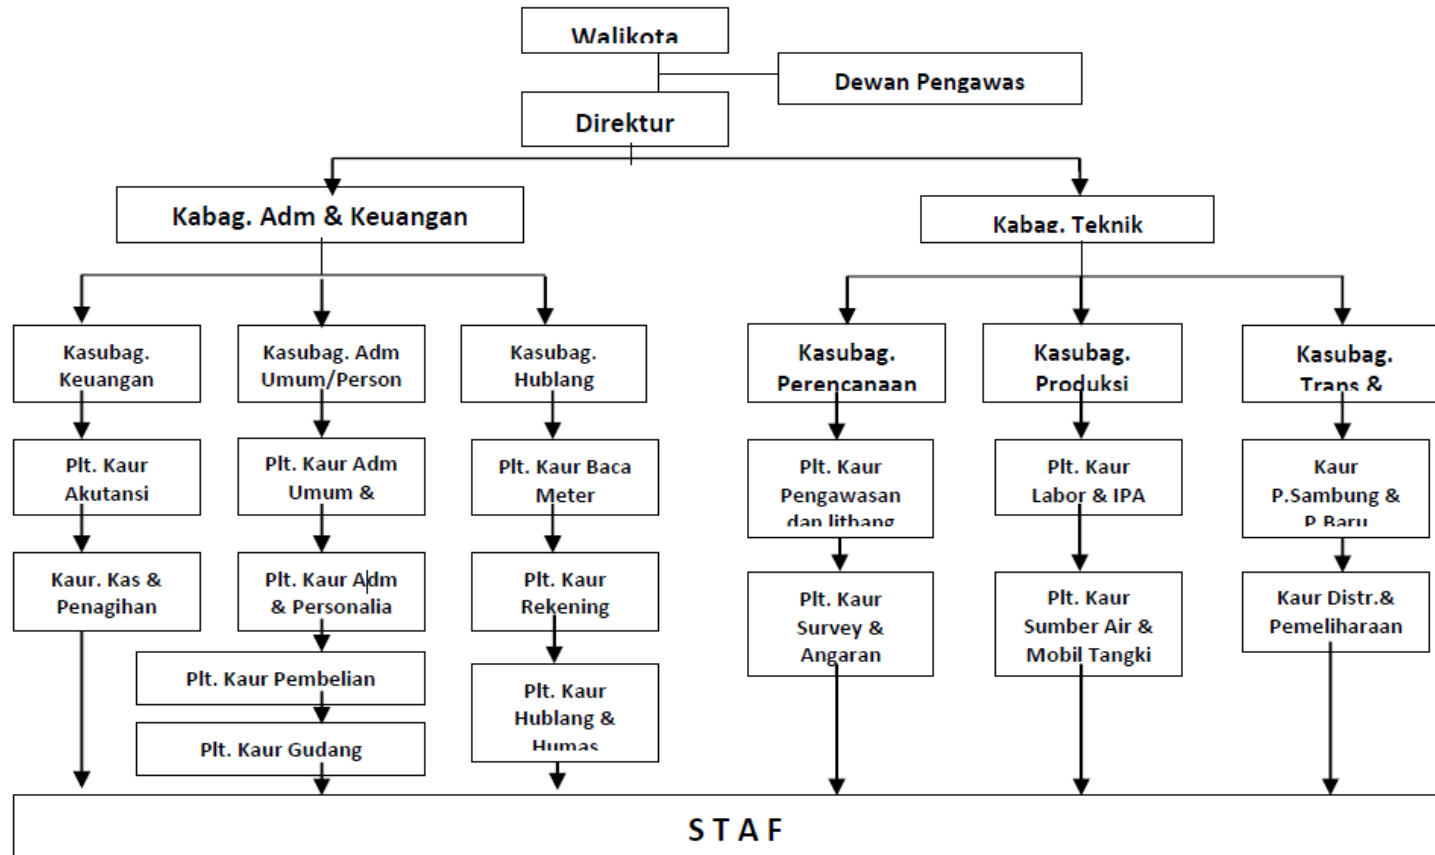 Walikota
Dewan Pengawas
Direktur
Kabag. Adm & Keuangan
Kabag. Teknik
Kasubag.
Keuangan
Kasubag. Adm
Umum/Person
Kasubag.
Hublang
Kasubag.
Perencanaan
Kasubag.
Produksi
Kasubag.
Trans &
Plt. Kaur
Akutansi
Plt. Kaur Adm
Umum &
Plt. Kaur Baca
Meter
Plt. Kaur
Pengawasan
dan litbang
Plt. Kaur
Labor & IPA
Kaur
P.Sambung &
P.Baru
Kaur. Kas &
Penagihan
Plt. Kaur Adm
& Personalia
Plt. Kaur
Rekening
Plt. Kaur
Survey &
Angaran
Plt. Kaur
Sumber Air &
Mobil Tangki
Kaur Distr.&
Pemeliharaan
Plt. Kaur Pembelian
Plt. Kaur
Hublang &
Humas
Plt. Kaur Gudang
S T A F